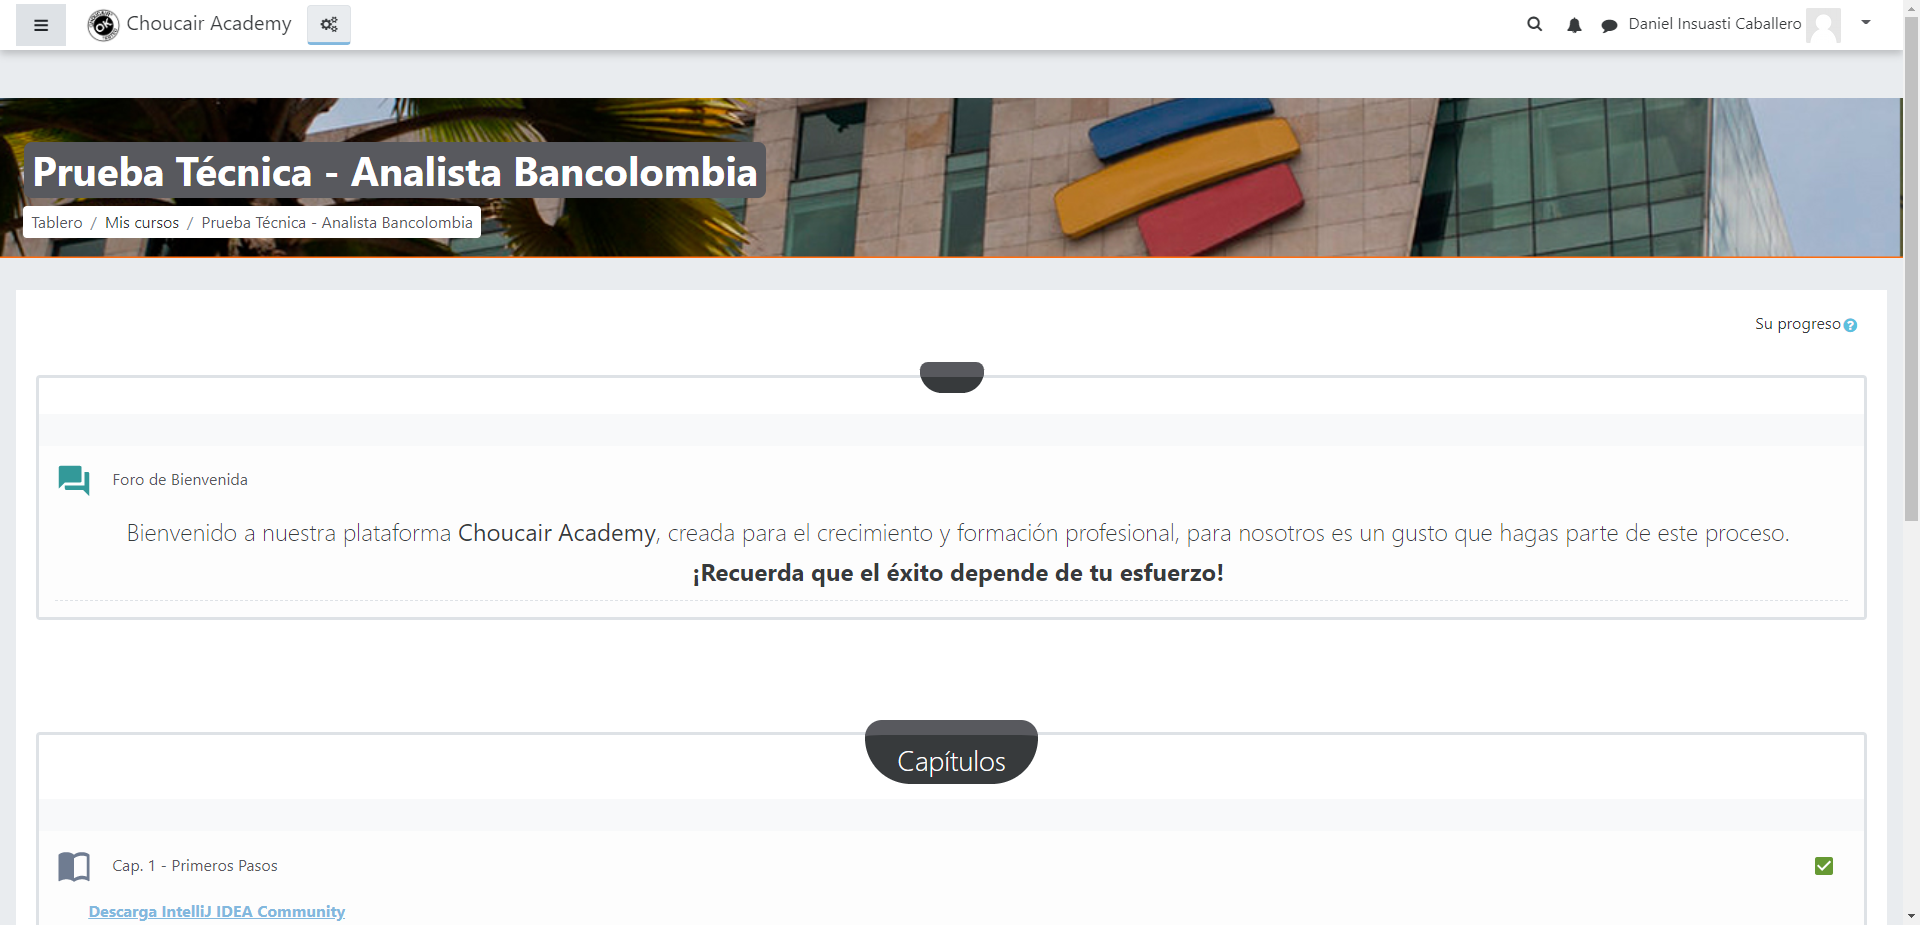 Choucair Academy
Daniel Insuasti Caballero
Prueba Técnica - Analista Bancolombia
Tablero / Mis cursos / Prueba Técnica - Analista Bancolombia
Su progreso
Foro de Bienvenida
Bienvenido a nuestra plataforma Choucair Academy, creada para el crecimiento y formación profesional, para nosotros es un gusto que hagas parte de este proceso.
¡Recuerda que el éxito depende de tu esfuerzo!
Capítulos
Cap. 1 - Primeros Pasos
Descarga IntelliJ IDEA Community